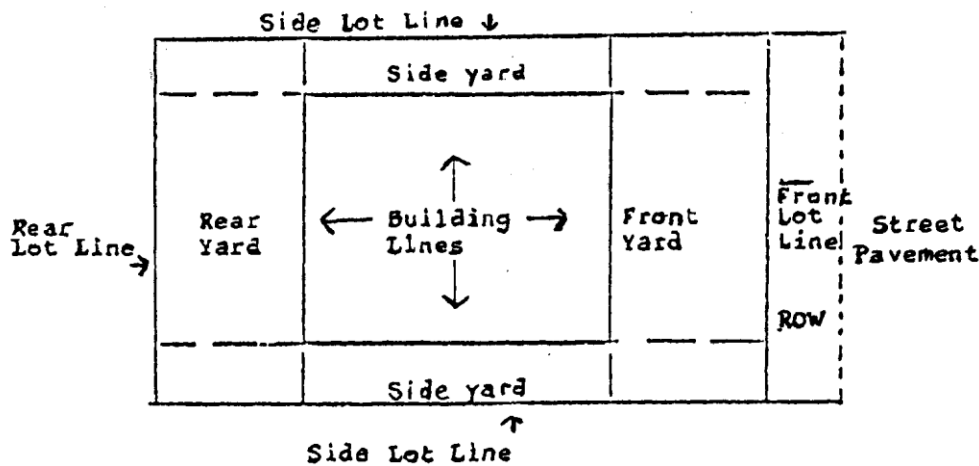 Side Lot Line ↓
Side yard
Rear
Lot Line →
Rear
Yard
← Building →
Lines
Front
Yard
Front
Lot
Line
ROW
Street
Pavement
Side yard
↑
Side Lot Line